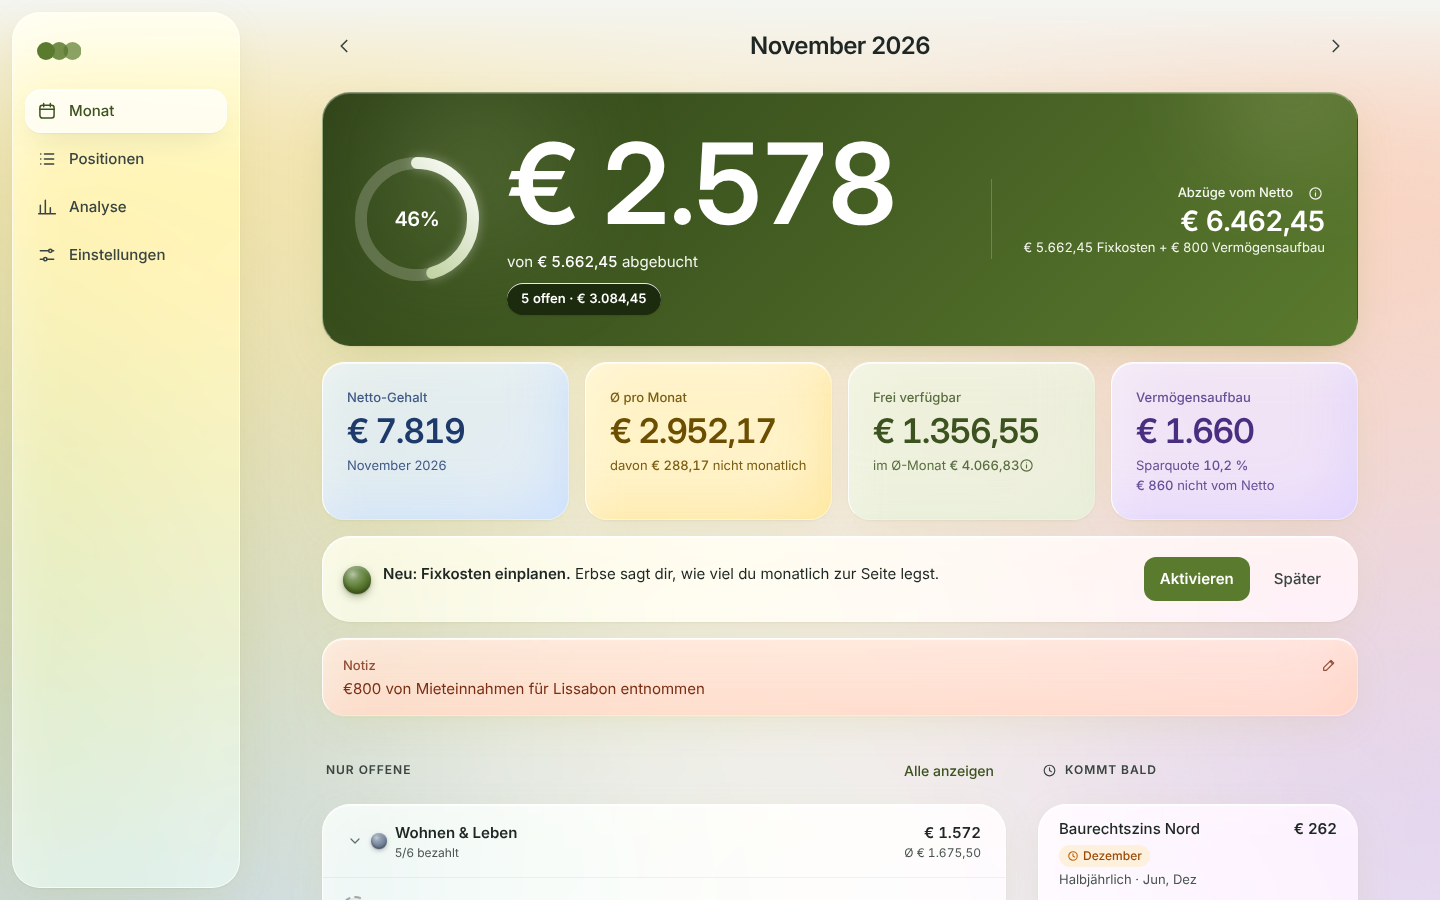 Monat
Positionen
Analyse
Einstellungen
November 2026
46%
€ 2.578
von € 5.662,45 abgebucht
5 offen · € 3.084,45
Abzüge vom Netto
€ 6.462,45
€ 5.662,45 Fixkosten + € 800 Vermögensaufbau
Netto-Gehalt
€ 7.819
November 2026
Ø pro Monat
€ 2.952,17
davon € 288,17 nicht monatlich
Frei verfügbar
€ 1.356,55
im Ø-Monat € 4.066,83
Vermögensaufbau
€ 1.660
Sparquote 10,2 %
€ 860 nicht vom Netto
Neu: Fixkosten einplanen. Erbse sagt dir, wie viel du monatlich zur Seite legst.
Aktivieren
Später
Notiz
€800 von Mieteinnahmen für Lissabon entnommen
NUR OFFENE
Alle anzeigen
Wohnen & Leben
€ 1.572
5/6 bezahlt
Ø € 1.675,50
KOMMT BALD
Baurechtszins Nord
€ 262
Dezember
Halbjährlich · Jun, Dez